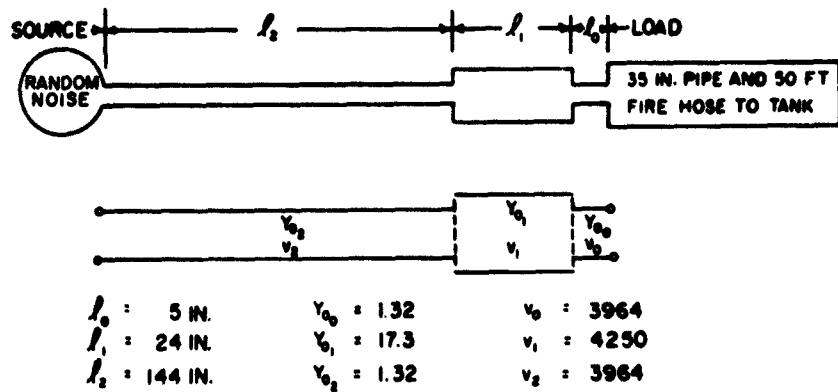 SOURCE ℓ₂ ℓ₁ ℓ₀ LOAD
RANDOM NOISE
35 IN. PIPE AND 50 FT
FIRE HOSE TO TANK
Y₀₂ Y₀₁ Y₀₀
v₂ v₁ v₀
ℓ₀ = 5 IN. Y₀₀ = 1.32 v₀ = 3964
ℓ₁ = 24 IN. Y₀₁ = 17.3 v₁ = 4250
ℓ₂ = 144 IN. Y₀₂ = 1.32 v₂ = 3964